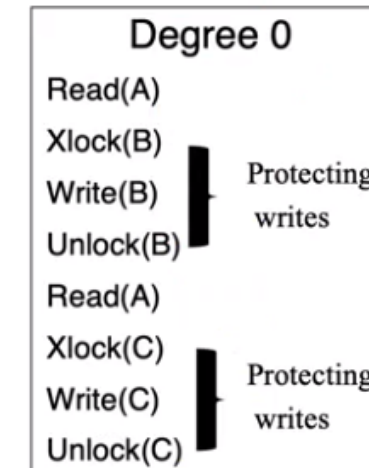 Degree 0
Read(A)
Xlock(B)
Write(B)
Unlock(B)
Protecting
writes
Read(A)
Xlock(C)
Write(C)
Unlock(C)
Protecting
writes